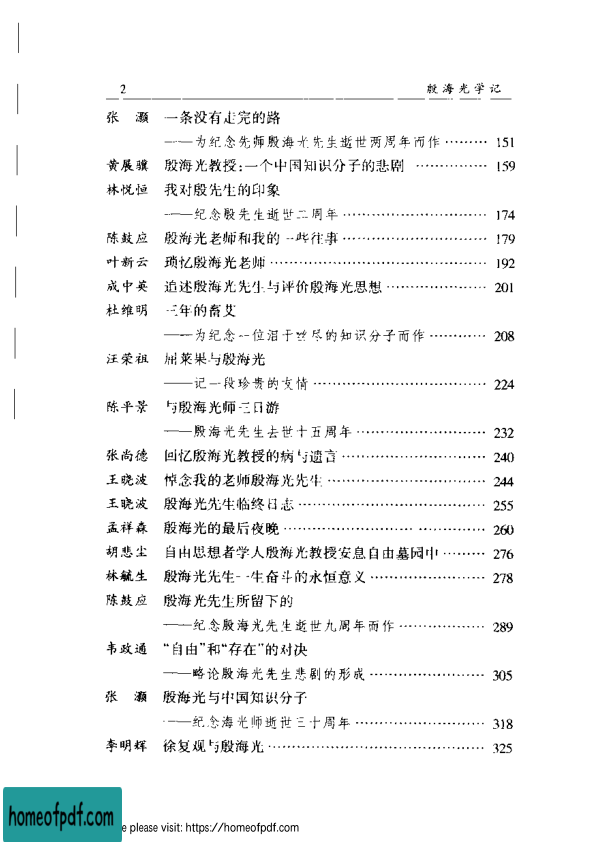 2 殷海光学记
张 灏 一条没有走完的路
——为纪念先师殷海光先生逝世两周年而作 ……… 151
黄展骥 殷海光教授:一个中国知识分子的悲剧 ………… 159
林悦恒 我对殷先生的印象
——纪念殷先生逝世二周年 ……………………… 174
陈鼓应 殷海光老师和我的一些往事 ……………………… 179
叶新云 琐忆殷海光老师 …………………………………… 192
成中英 追述殷海光先生与评价殷海光思想 ……………… 201
杜维明 三年的畜艾
——为纪念一位泪于丝尽的知识分子而作 ………… 208
汪荣祖 屈莱果与殷海光
——记一段珍贵的友情 …………………………… 224
陈平景 与殷海光师三日游
——殷海光先生去世十五周年 …………………… 232
张尚德 回忆殷海光教授的病与遗言 ……………………… 240
王晓波 悼念我的老师殷海光先生 ………………………… 244
王晓波 殷海光先生临终日志 ……………………………… 255
孟祥森 殷海光的最后夜晚 ………………………………… 260
胡悲尘 自由思想者学人殷海光教授安息自由墓园中 ……… 276
林毓生 殷海光先生一生奋斗的永恒意义 ………………… 278
陈鼓应 殷海光先生所留下的
——纪念殷海光先生逝世九周年而作 ……………… 289
韦政通 “自由”和“存在”的对决
——略论殷海光先生悲剧的形成 ………………… 305
张 灏 殷海光与中国知识分子
——纪念海光师逝世三十周年 …………………… 318
李明辉 徐复观与殷海光 …………………………………… 325
homeofpdf.com
e please visit: https://homeofpdf.com